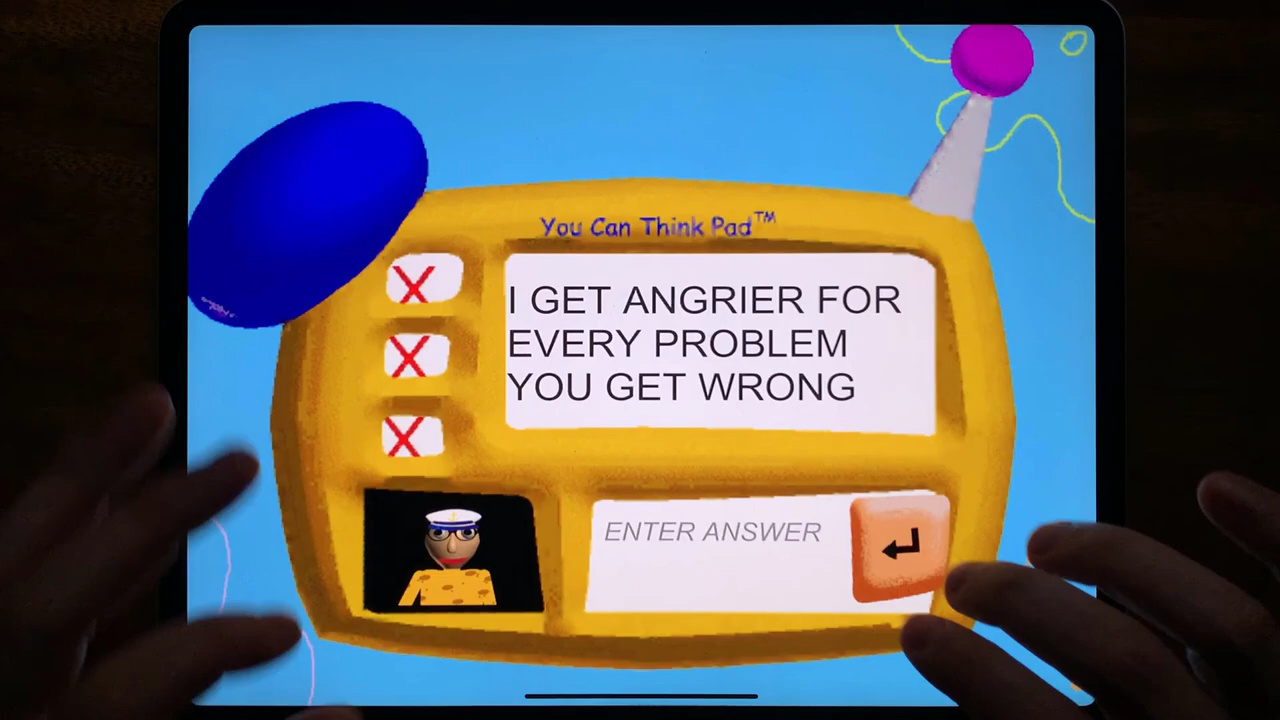 You Can Think Pad™
I GET ANGRIER FOR
EVERY PROBLEM
YOU GET WRONG
ENTER ANSWER